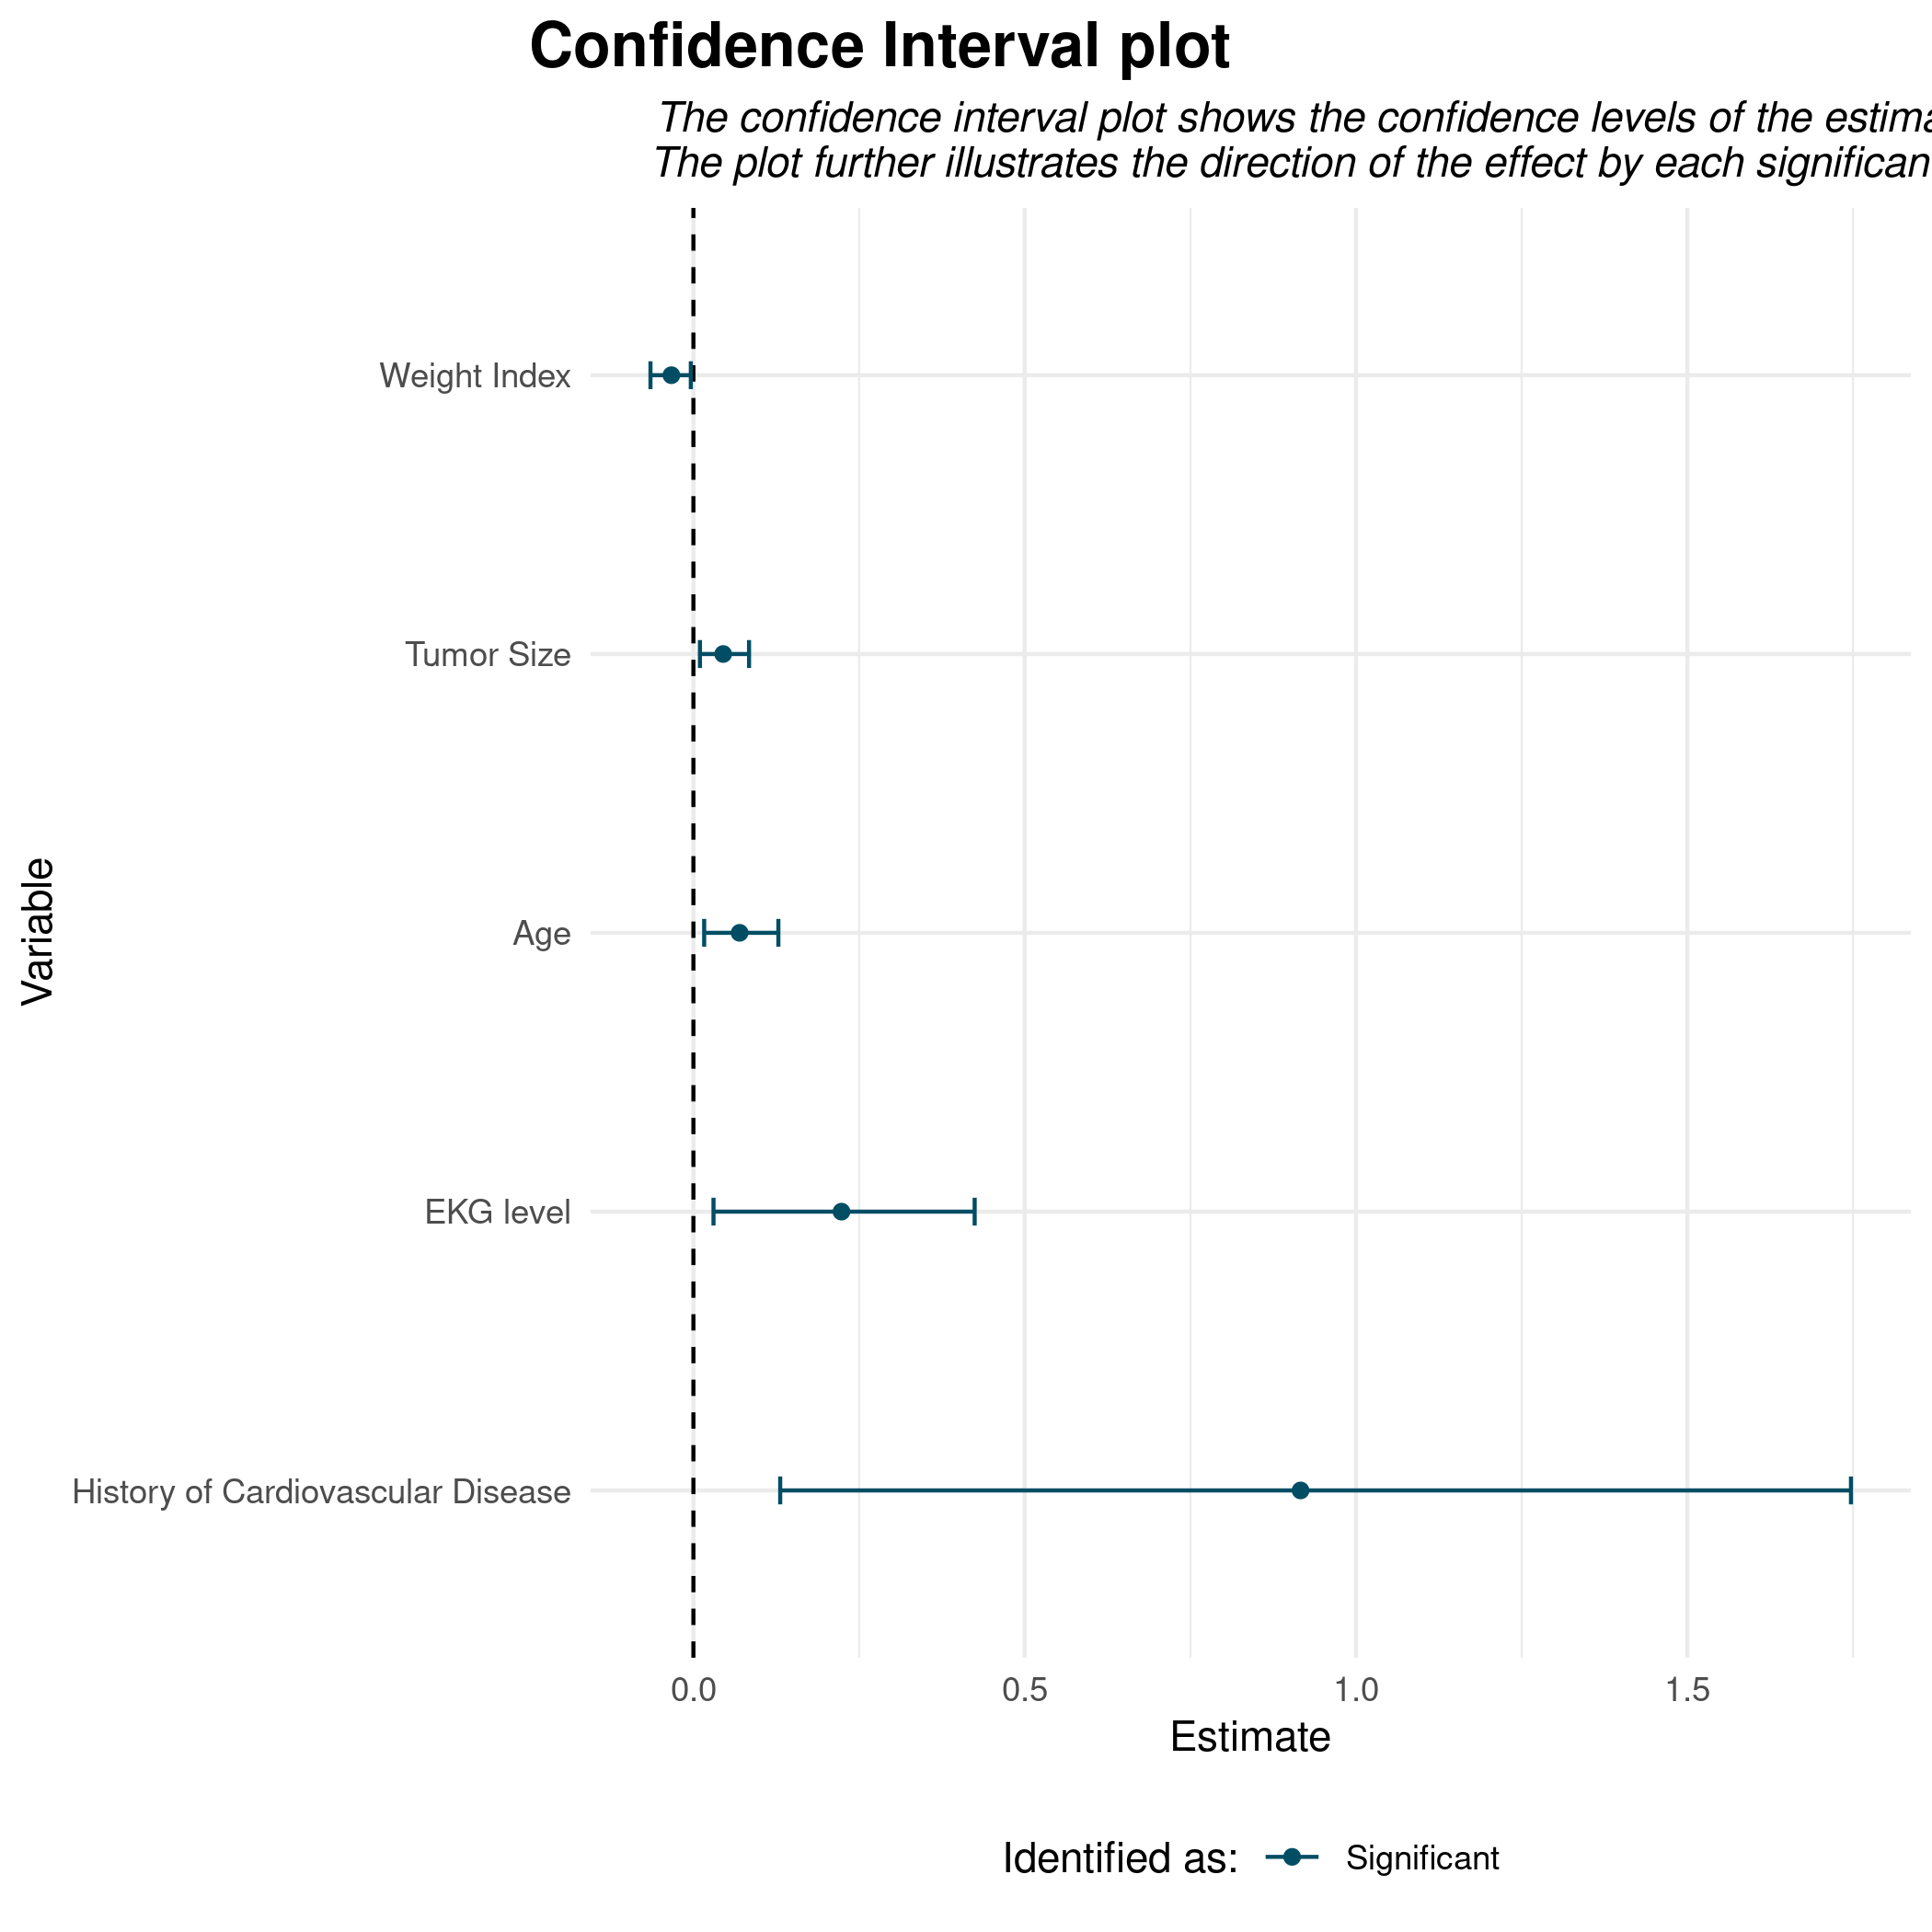 Confidence Interval plot
The confidence interval plot shows the confidence levels of the
The plot further illustrates the direction of the effect by each
Weight Index
Tumor Size
Age
EKG level
History of Cardiovascular Disease
Variable
0.0 0.5 1.0 1.5
Estimate
Identified as: Significant